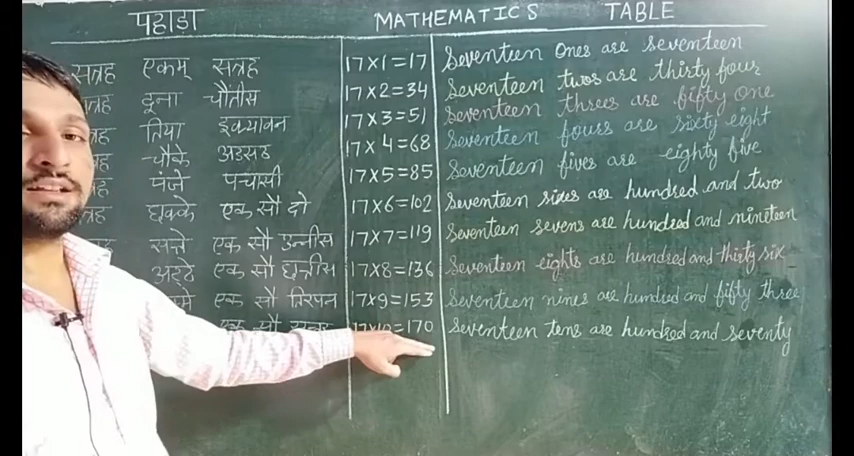 पहाडा MATHEMATICS TABLE
सत्रह एकम् सत्रह 17×1=17 Seventeen ones are seventeen
दूना चौंतीस 17×2=34 Seventeen twos are thirty four
तिया इक्यावन 17×3=51 Seventeen threes are fifty one
चौके अडसठ 17×4=68 Seventeen fours are sixty eight
पंजे पचासी 17×5=85 Seventeen fives are eighty five
छक्के एक सौ दो 17×6=102 Seventeen sixes are hundred and two
सत्ते एक सौ उन्नीस 17×7=119 Seventeen sevens are hundred and nineteen
अट्ठे एक सौ छत्तीस 17×8=136 Seventeen eights are hundred and thirty six
एक सौ तिरपन 17×9=153 Seventeen nines are hundred and fifty three
एक सौ =170 Seventeen tens are hundred and seventy